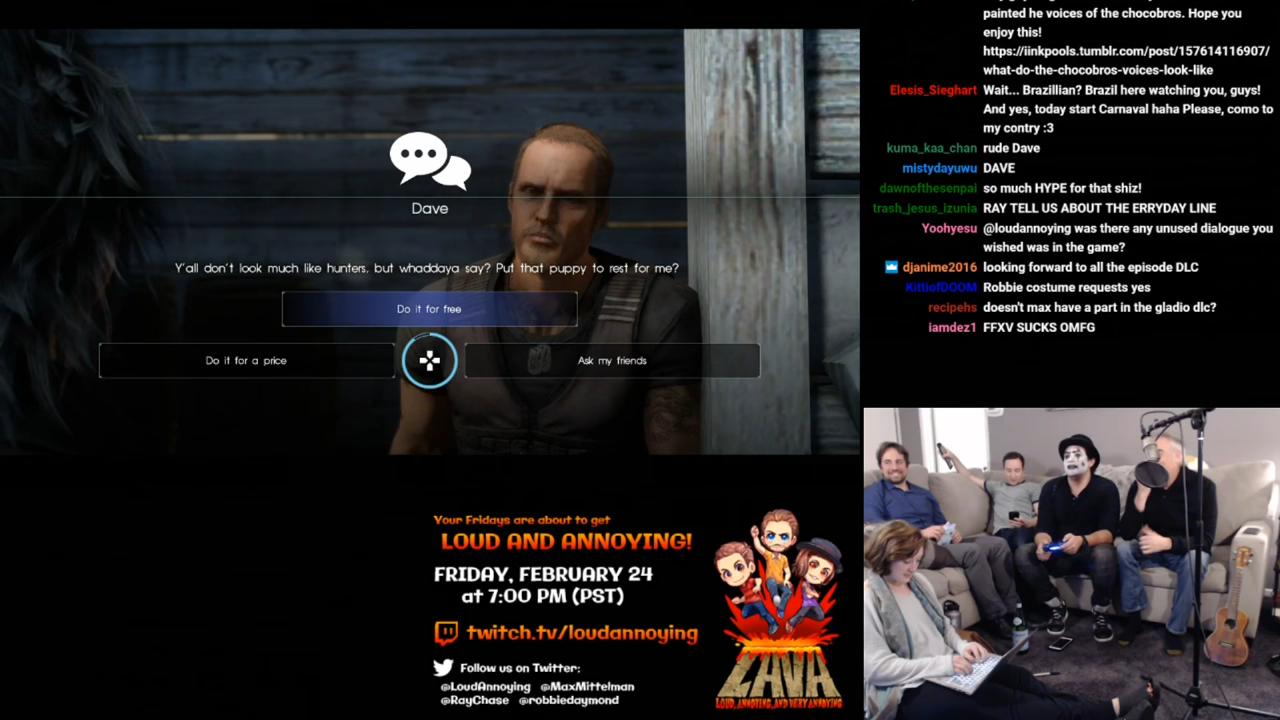 Dave
Y'all don't look much like hunters, but whaddaya say? Put that puppy to rest for me?
Do it for free
Do it for a price
Ask my friends
painted he voices of the chocobros. Hope you
enjoy this!
https://iinkpools.tumblr.com/post/157614116907/
what-do-the-chocobros-voices-look-like
Elesis_Sieghart Wait... Brazillian? Brazil here watching you, guys!
And yes, today start Carnaval haha Please, como to
my contry :3
kuma_kaa_chan rude Dave
mistydayuwu DAVE
dawnofthesenpai so much HYPE for that shiz!
trash_jesus_izunia RAY TELL US ABOUT THE ERRYDAY LINE
Yoohyesu @loudannoying was there any unused dialogue you
wished was in the game?
djanime2016 looking forward to all the episode DLC
KittiofDOOM Robbie costume requests yes
recipehs doesn't max have a part in the gladio dlc?
iamdez1 FFXV SUCKS OMFG
Your Fridays are about to get
LOUD AND ANNOYING!
FRIDAY, FEBRUARY 24
at 7:00 PM (PST)
twitch.tv/loudannoying
Follow us on Twitter:
@LoudAnnoying @MaxMittelman
@RayChase @robbiedaymond
LAVA
LOUD, ANNOYING, AND VERY ANNOYING